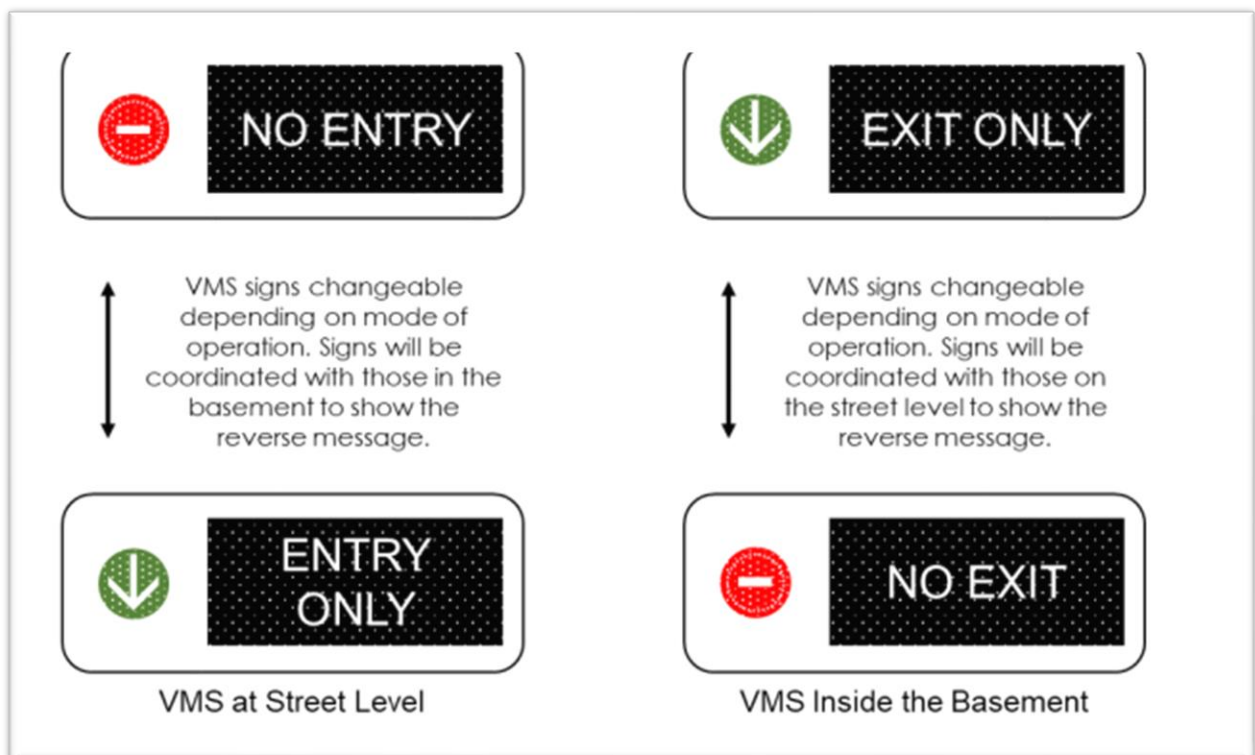 NO ENTRY
VMS signs changeable
depending on mode of
operation. Signs will be
coordinated with those in the
basement to show the
reverse message.
ENTRY
ONLY
VMS at Street Level
EXIT ONLY
VMS signs changeable
depending on mode of
operation. Signs will be
coordinated with those on
the street level to show the
reverse message.
NO EXIT
VMS Inside the Basement